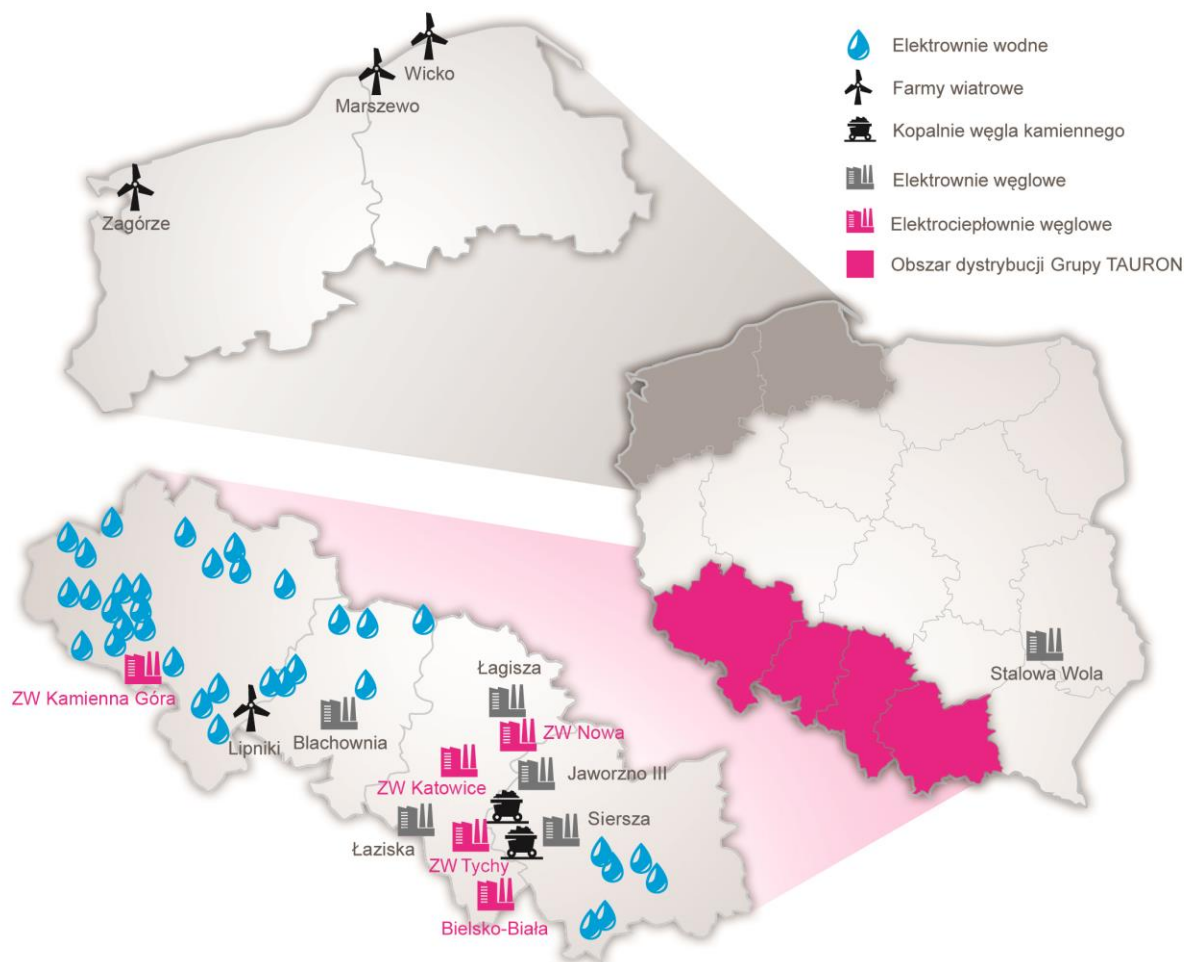 Elektrownie wodne
Farmy wiatrowe
Kopalnie węgla kamiennego
Elektrownie węglowe
Elektrociepłownie węglowe
Obszar dystrybucji Grupy TAURON
Wicko
Marszewo
Zagórze
Stalowa Wola
Łagisza
ZW Kamienna Góra
ZW Nowa
Lipniki
Blachownia
Jaworzno III
ZW Katowice
Siersza
Łaziska
ZW Tychy
Bielsko-Biała